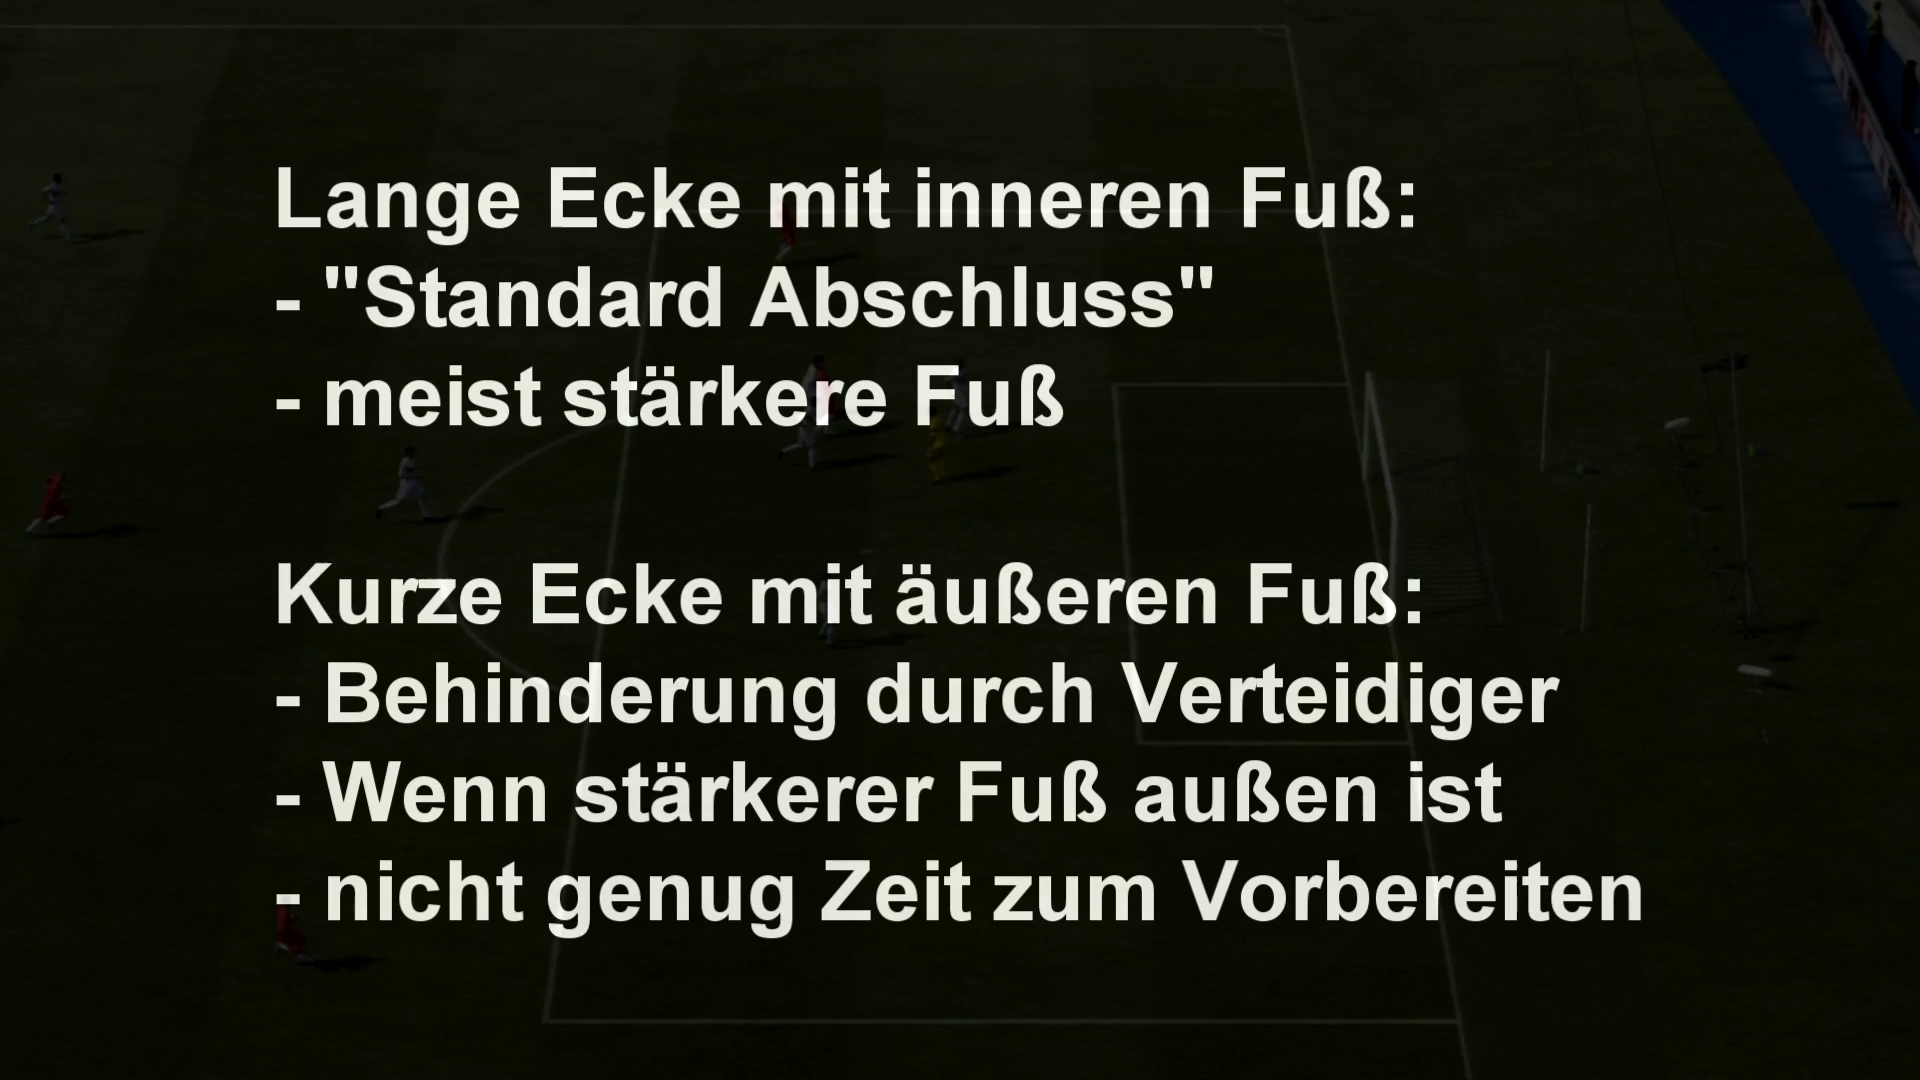 Lange Ecke mit inneren Fuß:
- "Standard Abschluss"
- meist stärkere Fuß
Kurze Ecke mit äußeren Fuß:
- Behinderung durch Verteidiger
- Wenn stärkerer Fuß außen ist
- nicht genug Zeit zum Vorbereiten